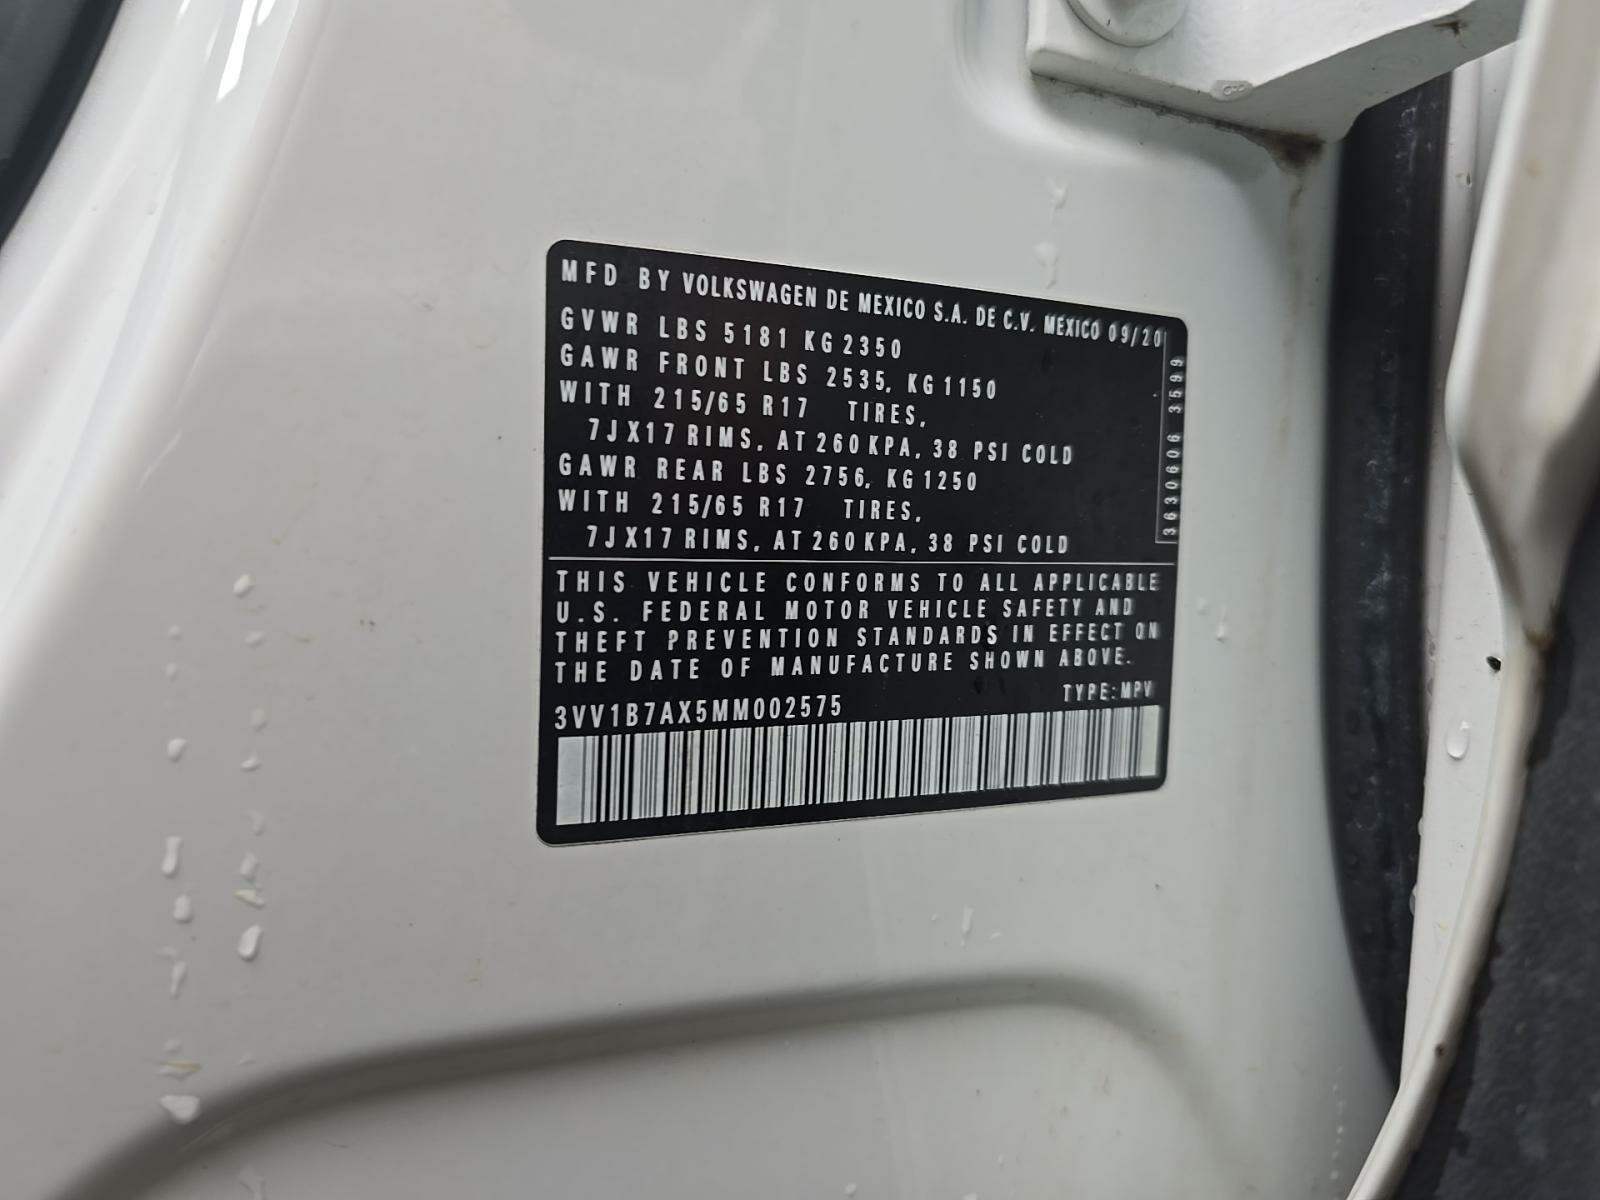 MFD BY VOLKSWAGEN DE MEXICO S.A. DE C.V. MEXICO 09/20
GVWR LBS 5181 KG 2350
GAWR FRONT LBS 2535, KG 1150
WITH 215/65 R17 TIRES,
7J X17 RIMS, AT 260 KPA, 38 PSI COLD
GAWR REAR LBS 2756, KG 1250
WITH 215/65 R17 TIRES,
7J X17 RIMS, AT 260 KPA, 38 PSI COLD
3630606 3599
THIS VEHICLE CONFORMS TO ALL APPLICABLE
U.S. FEDERAL MOTOR VEHICLE SAFETY AND
THEFT PREVENTION STANDARDS IN EFFECT ON
THE DATE OF MANUFACTURE SHOWN ABOVE.
TYPE: MPV
3VV1B7AX5MM002575